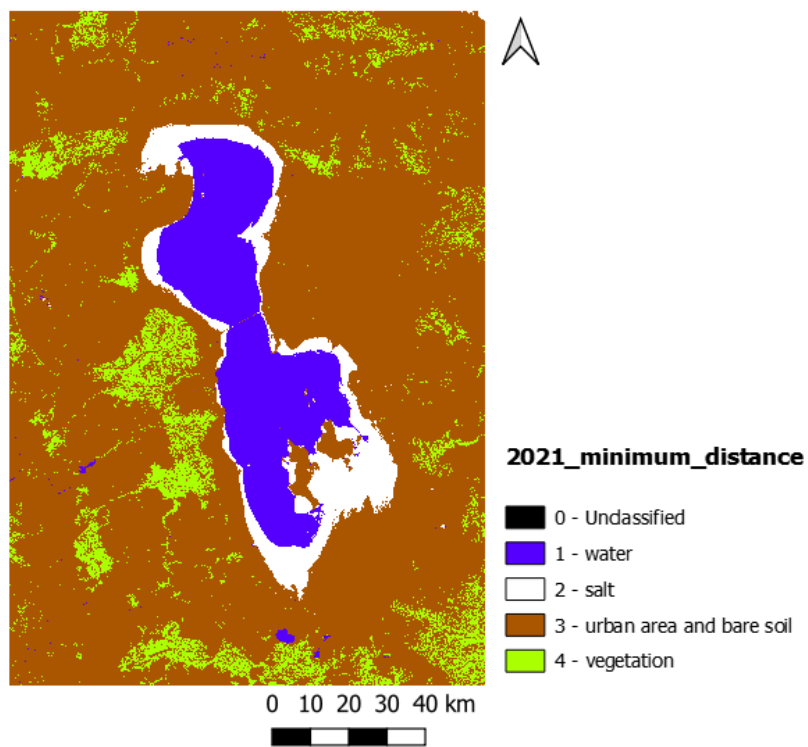 2021_minimum_distance
0 - Unclassified
1 - water
2 - salt
3 - urban area and bare soil
4 - vegetation
0 10 20 30 40 km